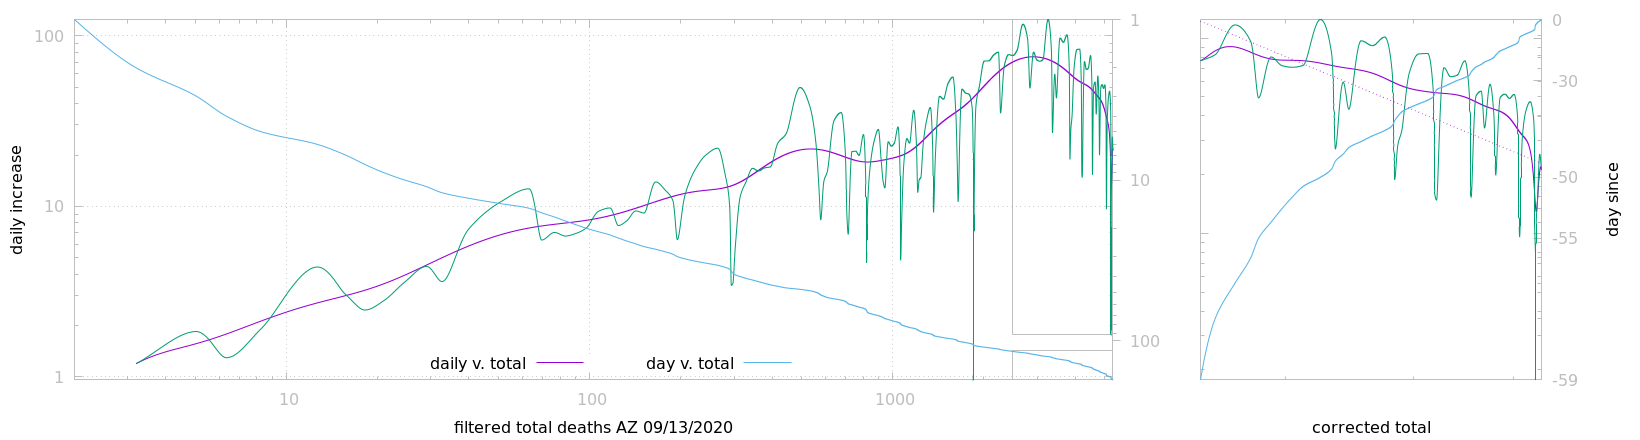 100
10
1
daily increase
10
100
1000
filtered total deaths AZ 09/13/2020
daily v. total
day v. total
1
10
100
0
-30
-50
-55
-59
day since
corrected total